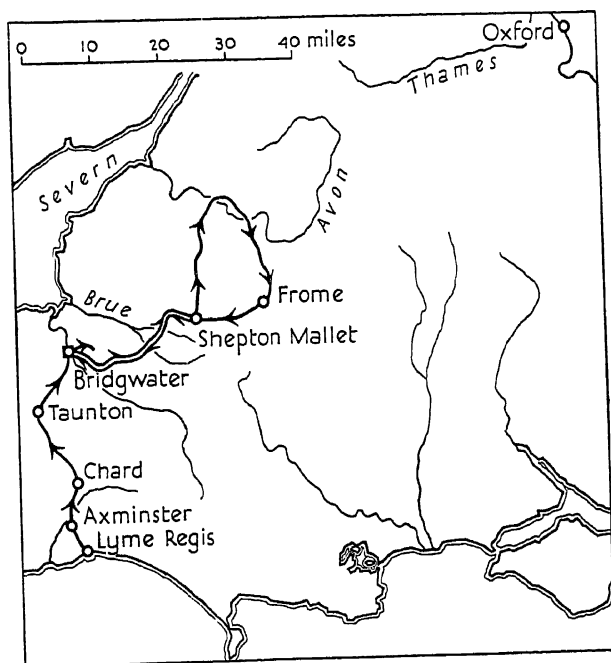 Oxford
0 10 20 30 40 miles
Thames
Severn
Avon
Brue
Frome
Shepton Mallet
Bridgwater
Taunton
Chard
Axminster
Lyme Regis